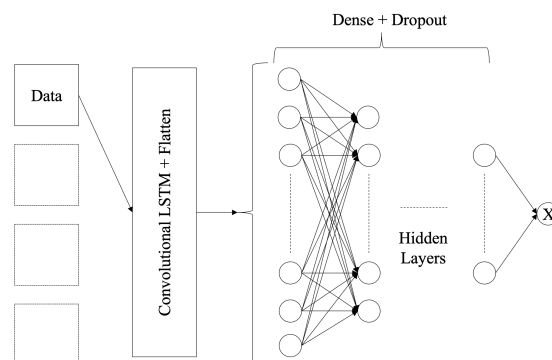 Dense + Dropout
Data
Convolutional LSTM + Flatten
Hidden
Layers
X